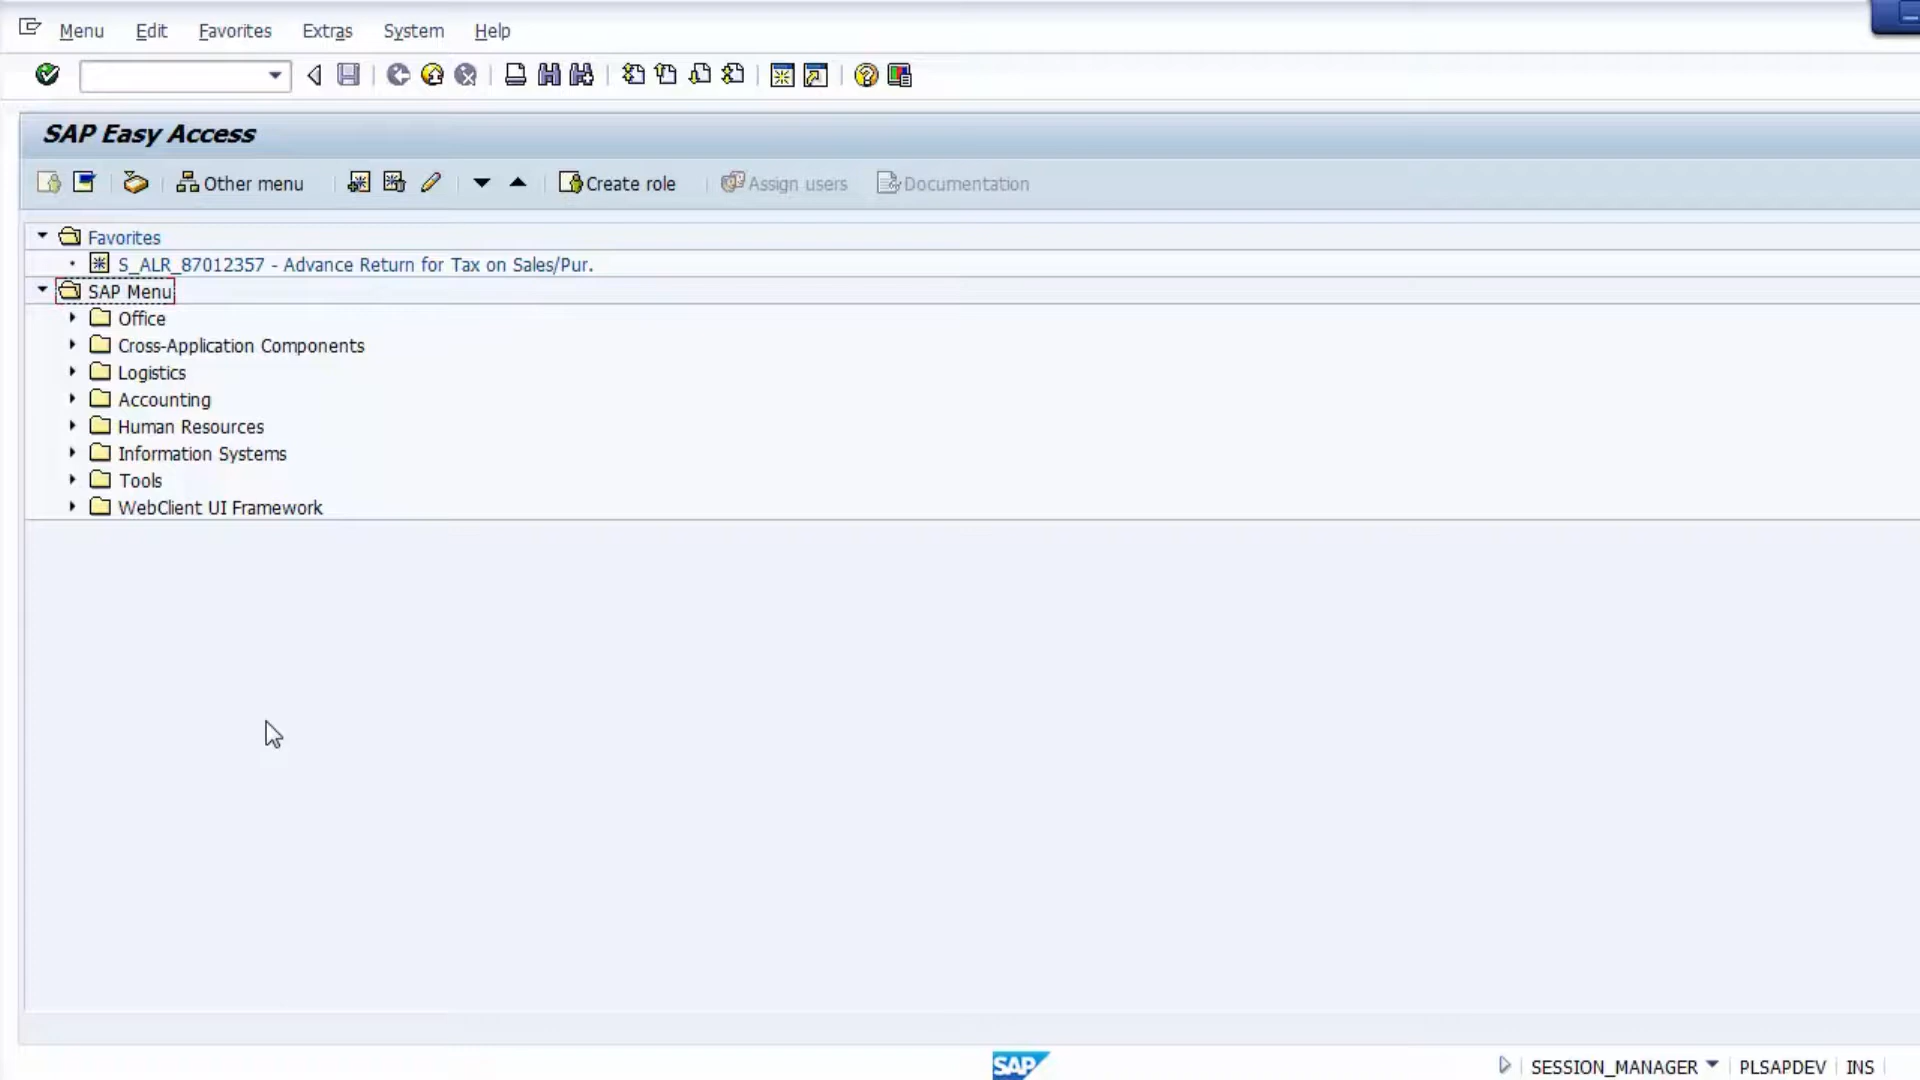 Menu Edit Favorites Extras System Help
SAP Easy Access
Other menu Create role Assign users Documentation
Favorites
S_ALR_87012357 - Advance Return for Tax on Sales/Pur.
SAP Menu
Office
Cross-Application Components
Logistics
Accounting
Human Resources
Information Systems
Tools
WebClient UI Framework
SAP SESSION_MANAGER PLSAPDEV INS